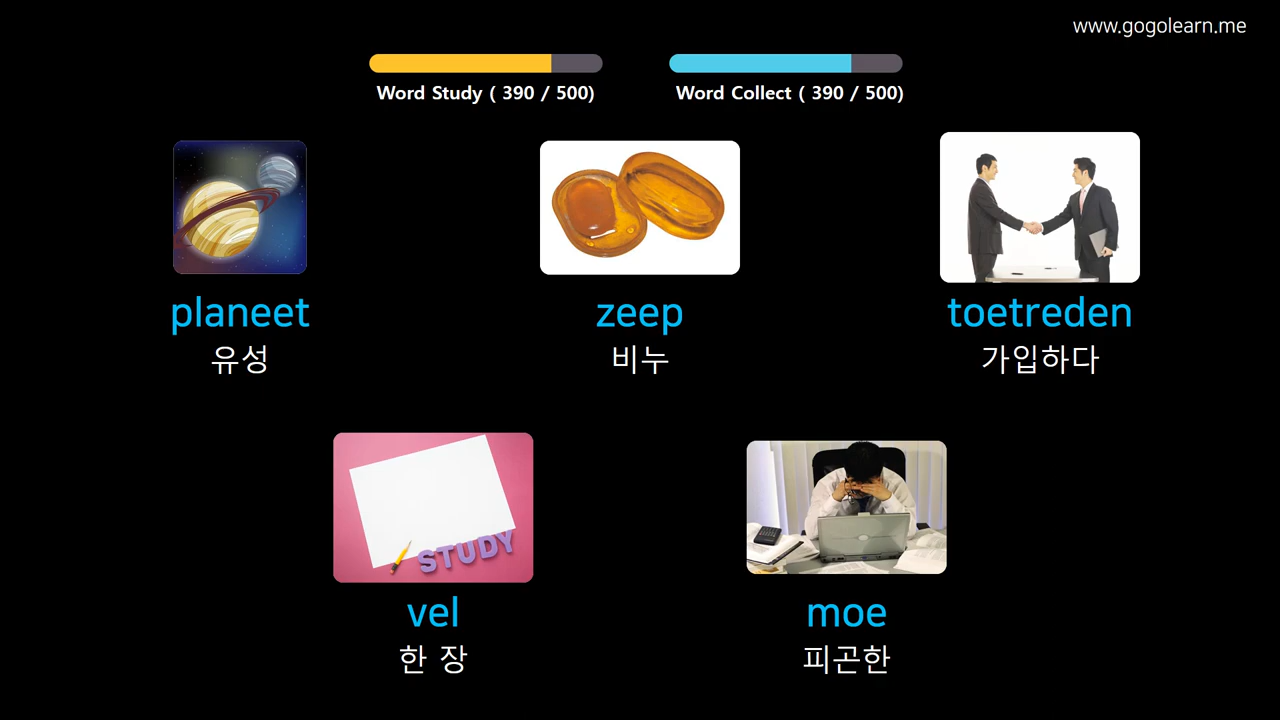 www.gogolearn.me
Word Study ( 390 / 500)
Word Collect ( 390 / 500)
planeet
유성
zeep
비누
toetreden
가입하다
STUDY
vel
한 장
moe
피곤한